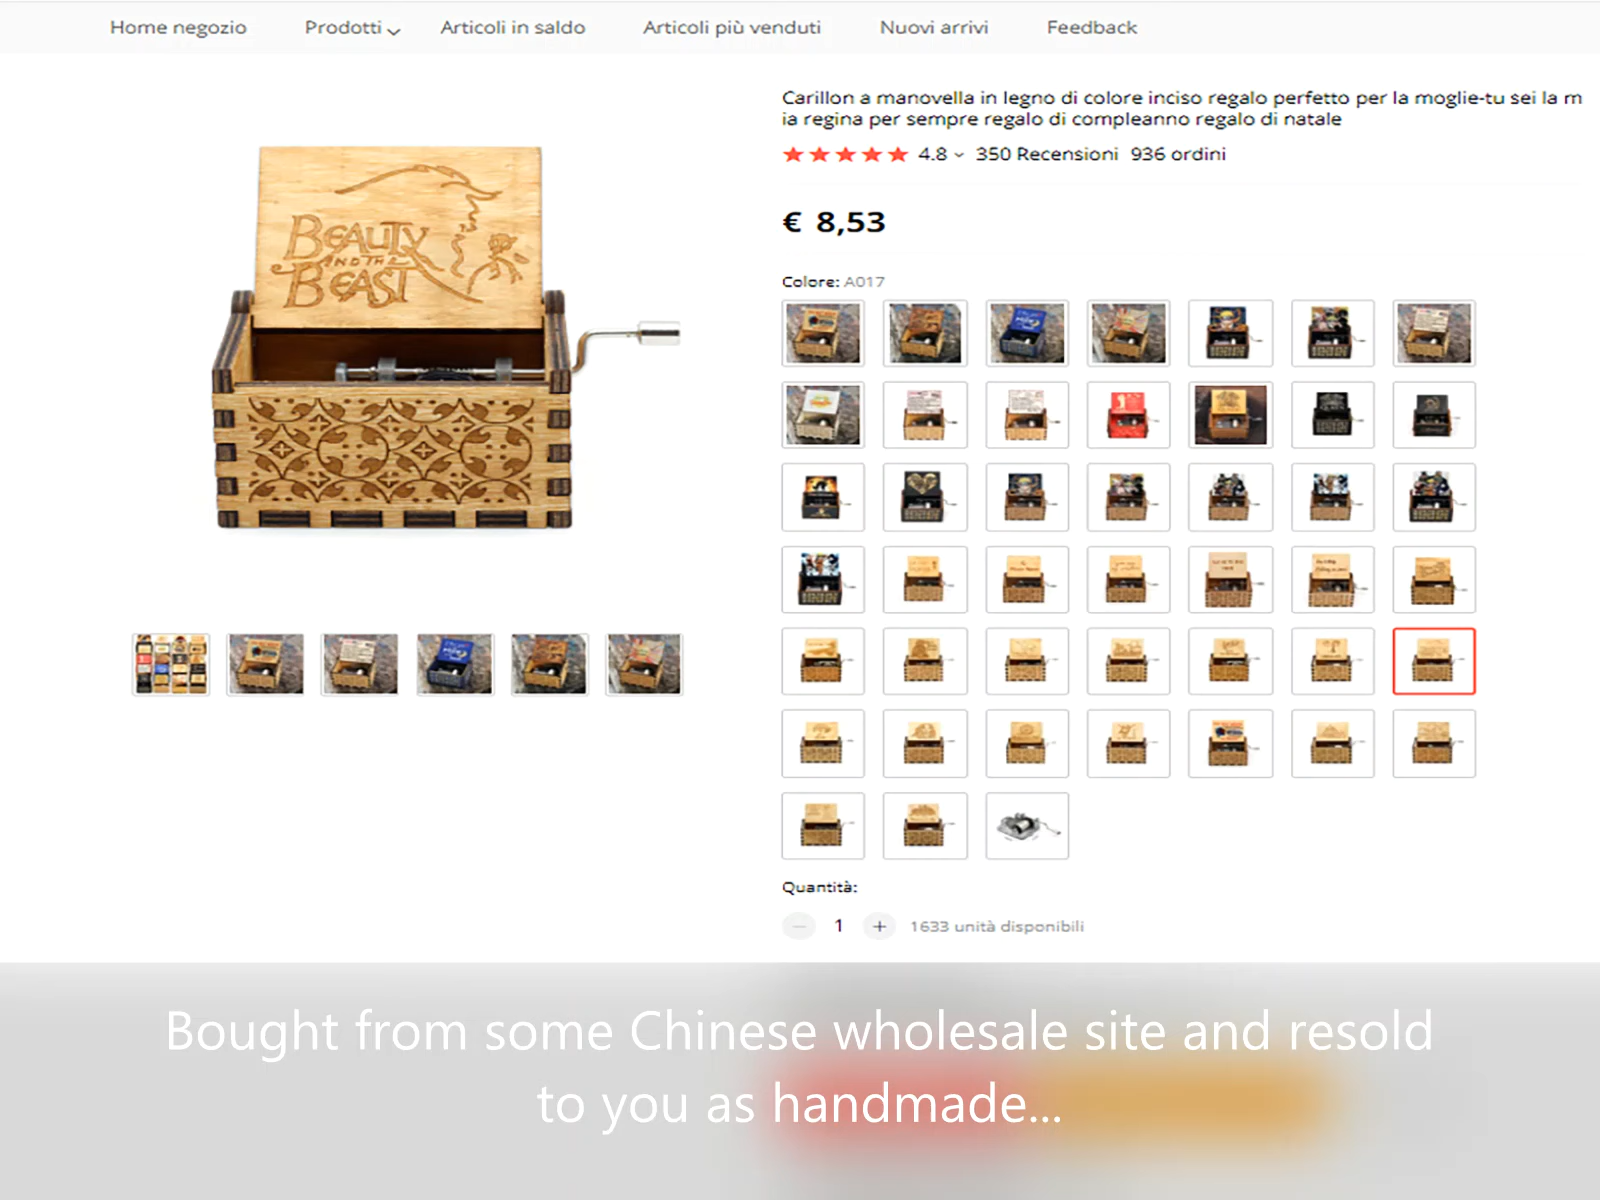 Home negozio Prodotti Articoli in saldo Articoli più venduti Nuovi arrivi Feedback
Carillon a manovella in legno di colore inciso regalo perfetto per la moglie-tu sei la m
ia regina per sempre regalo di compleanno regalo di natale
4.8 350 Recensioni 936 ordini
€ 8,53
Colore: A017
BEAUTY
AND THE
BEAST
Quantità:
− 1 + 1633 unità disponibili
Bought from some Chinese wholesale site and resold
to you as handmade...